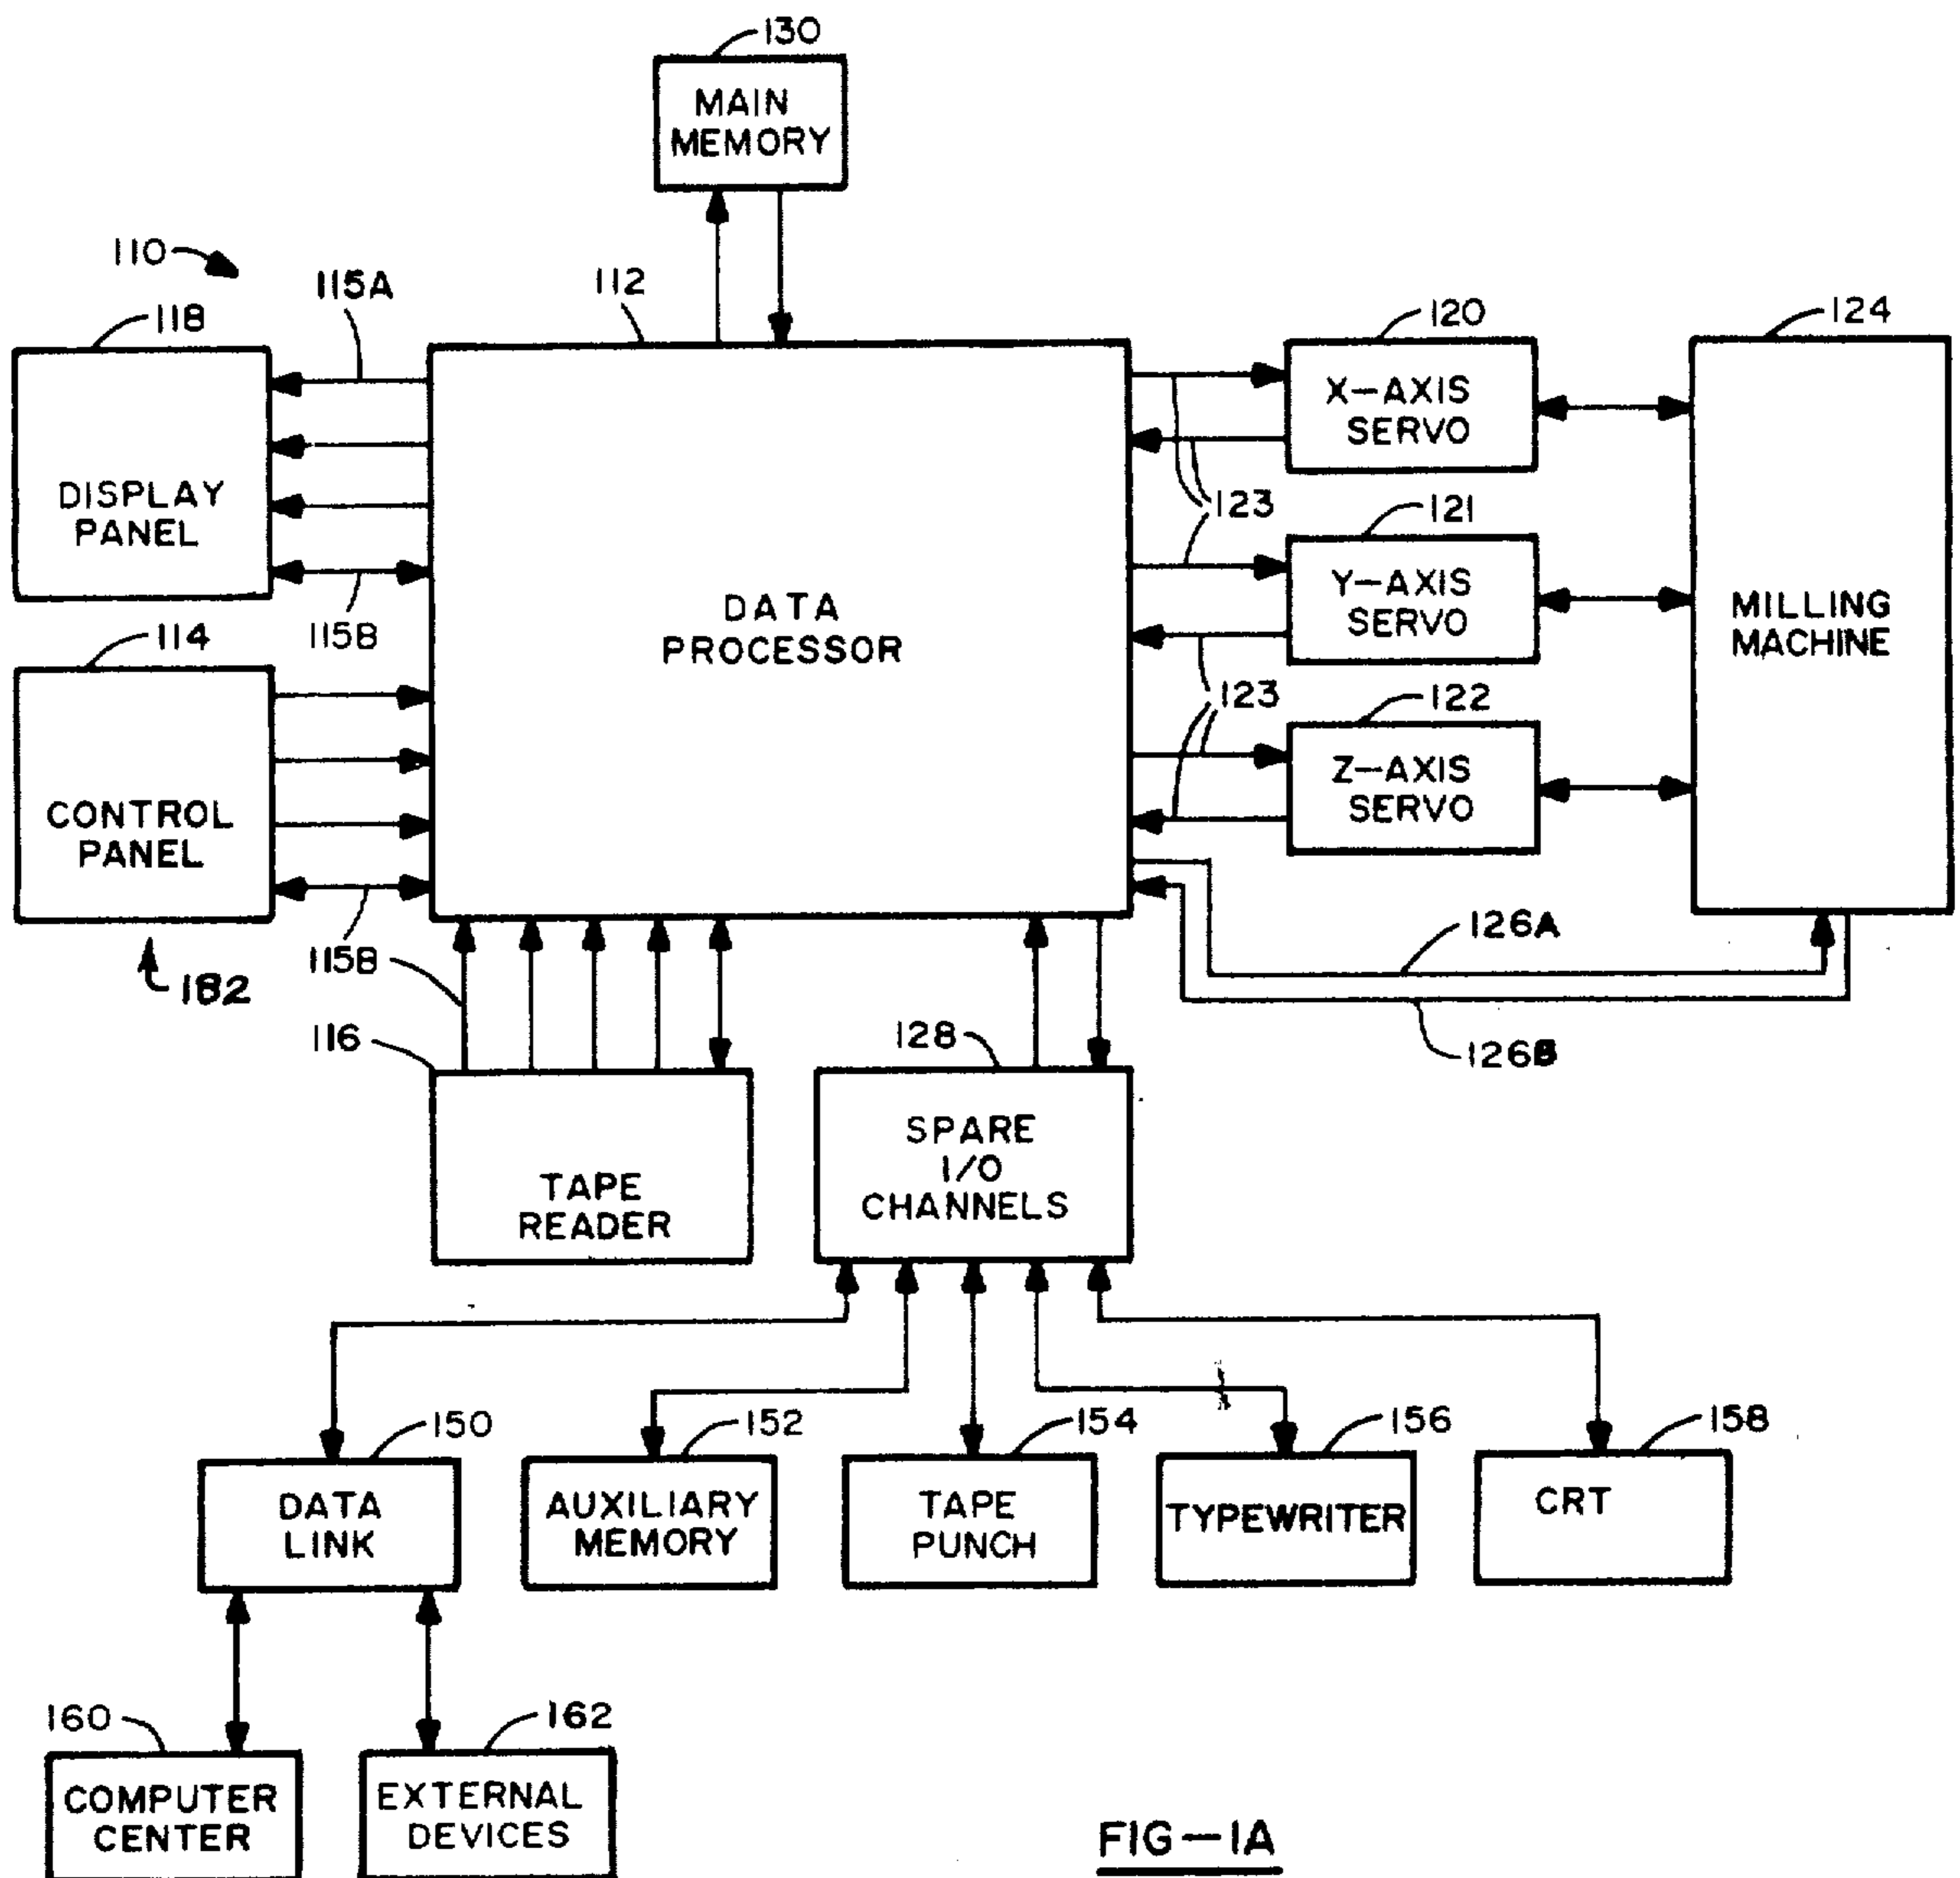 130
MAIN
MEMORY
110
115A
112
118
120
124
DISPLAY
PANEL
X-AXIS
SERVO
123
121
115B
DATA
PROCESSOR
Y-AXIS
SERVO
MILLING
MACHINE
114
123
122
CONTROL
PANEL
Z-AXIS
SERVO
182
115B
126A
116
128
126B
TAPE
READER
SPARE
I/O
CHANNELS
150
152
154
156
158
DATA
LINK
AUXILIARY
MEMORY
TAPE
PUNCH
TYPEWRITER
CRT
160
162
COMPUTER
CENTER
EXTERNAL
DEVICES
FIG-1A